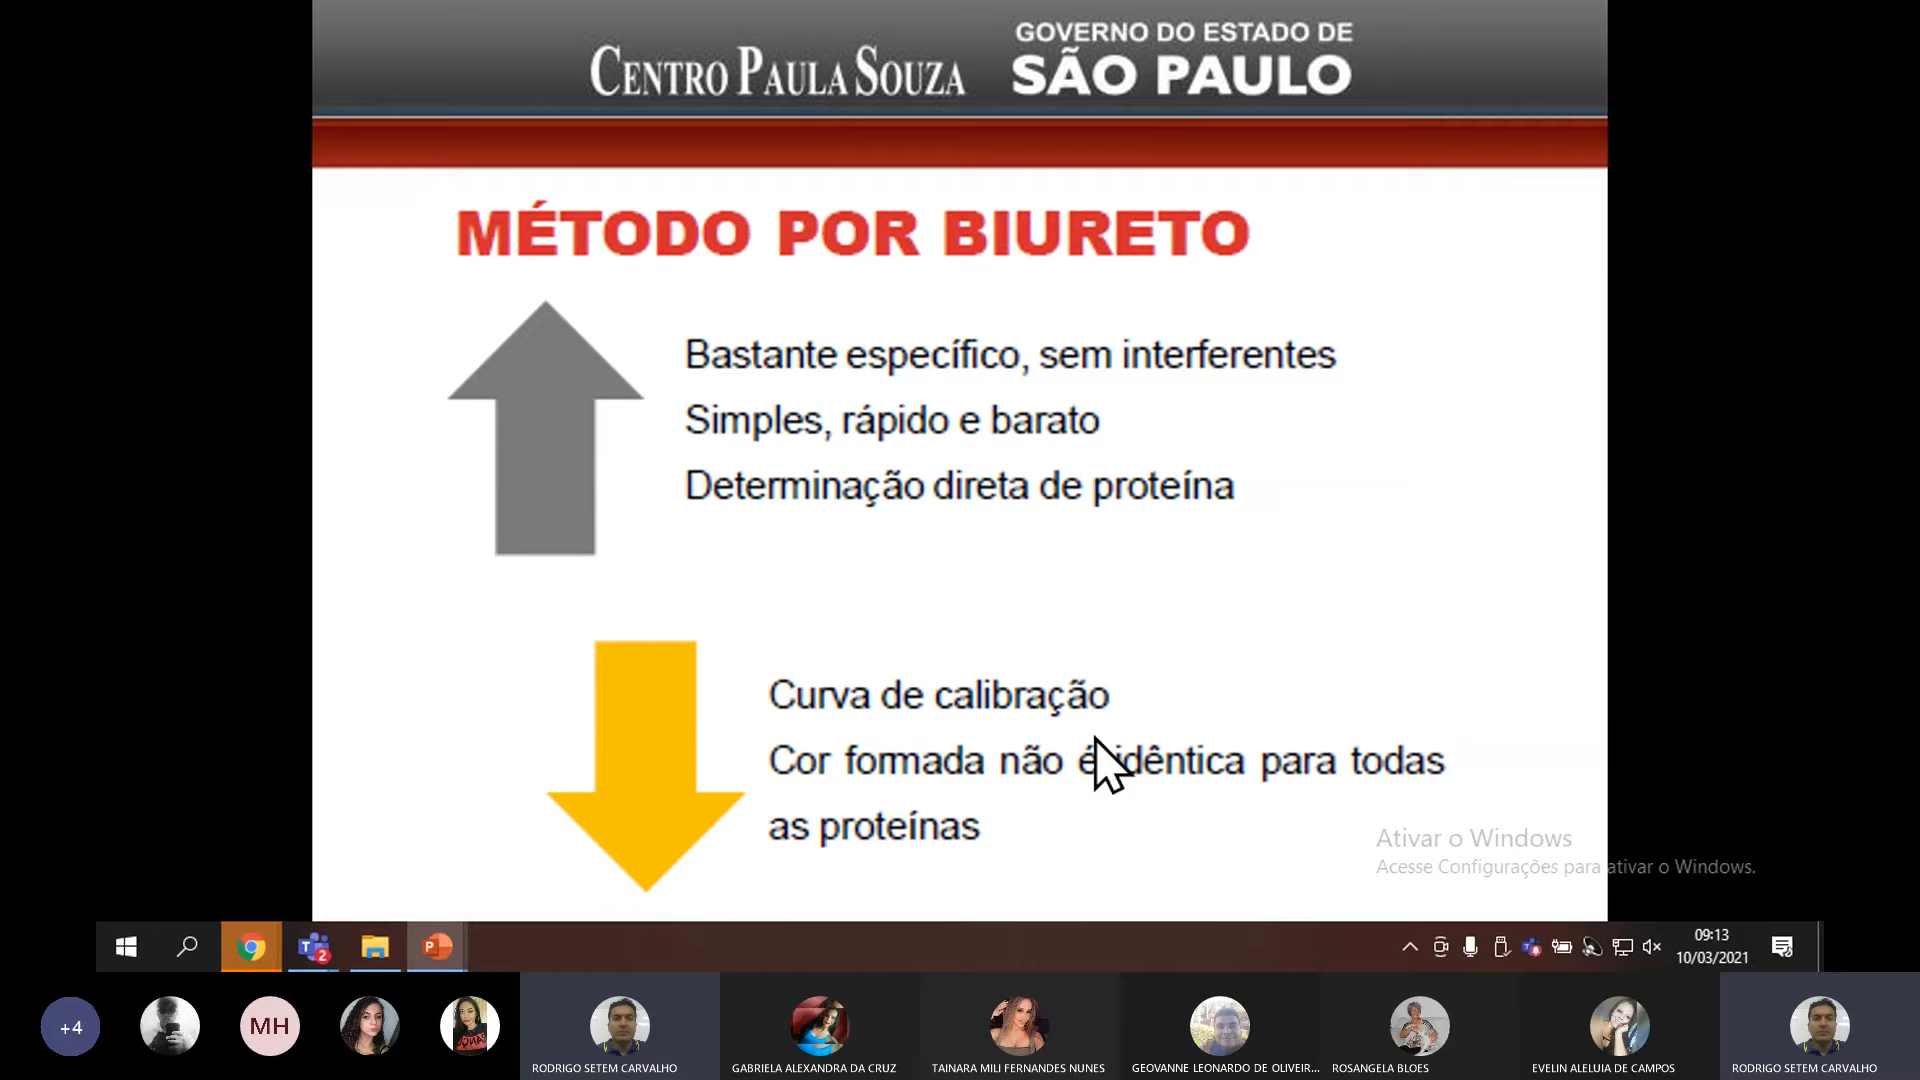 CENTRO PAULA SOUZA
GOVERNO DO ESTADO DE
SÃO PAULO
MÉTODO POR BIURETO
Bastante específico, sem interferentes
Simples, rápido e barato
Determinação direta de proteína
Curva de calibração
Cor formada não é idêntica para todas
as proteínas
Ativar o Windows
Acesse Configurações para ativar o Windows.
2
09:13
10/03/2021
+4
MH
RODRIGO SETEM CARVALHO
GABRIELA ALEXANDRA DA CRUZ
TAINARA MILI FERNANDES NUNES
GEOVANNE LEONARDO DE OLIVEIR...
ROSANGELA BLOES
EVELIN ALELUIA DE CAMPOS
RODRIGO SETEM CARVALHO